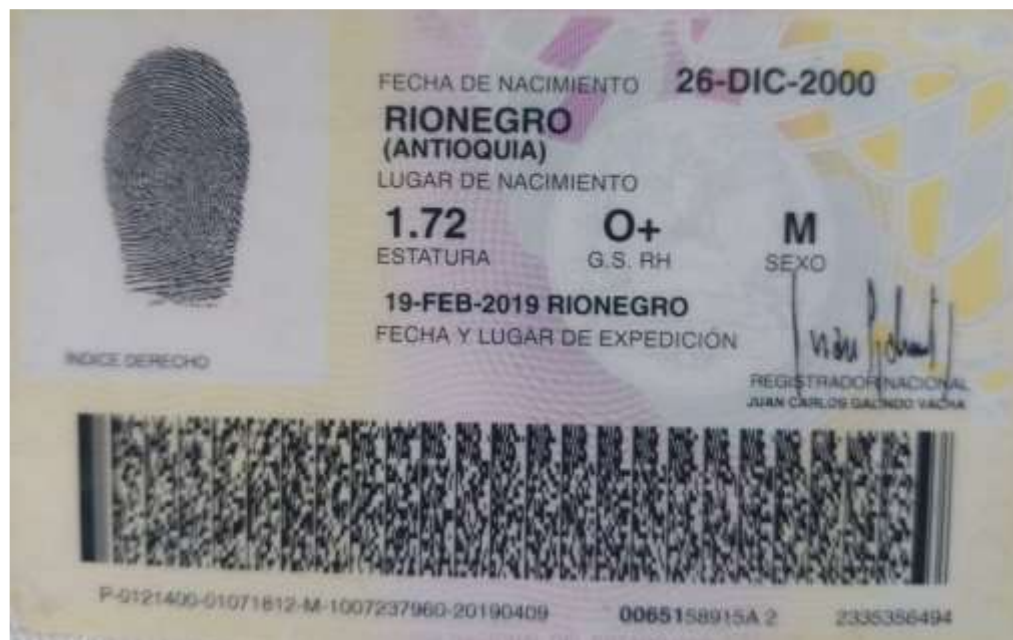 FECHA DE NACIMIENTO 26-DIC-2000
RIONEGRO
(ANTIOQUIA)
LUGAR DE NACIMIENTO
1.72 O+ M
ESTATURA G.S. RH SEXO
19-FEB-2019 RIONEGRO
FECHA Y LUGAR DE EXPEDICIÓN
INDICE DERECHO
REGISTRADOR NACIONAL
JUAN CARLOS GALINDO VACHA
P-0121400-01071612-M-1007237960-20190409 0065158915A 2 2335356494